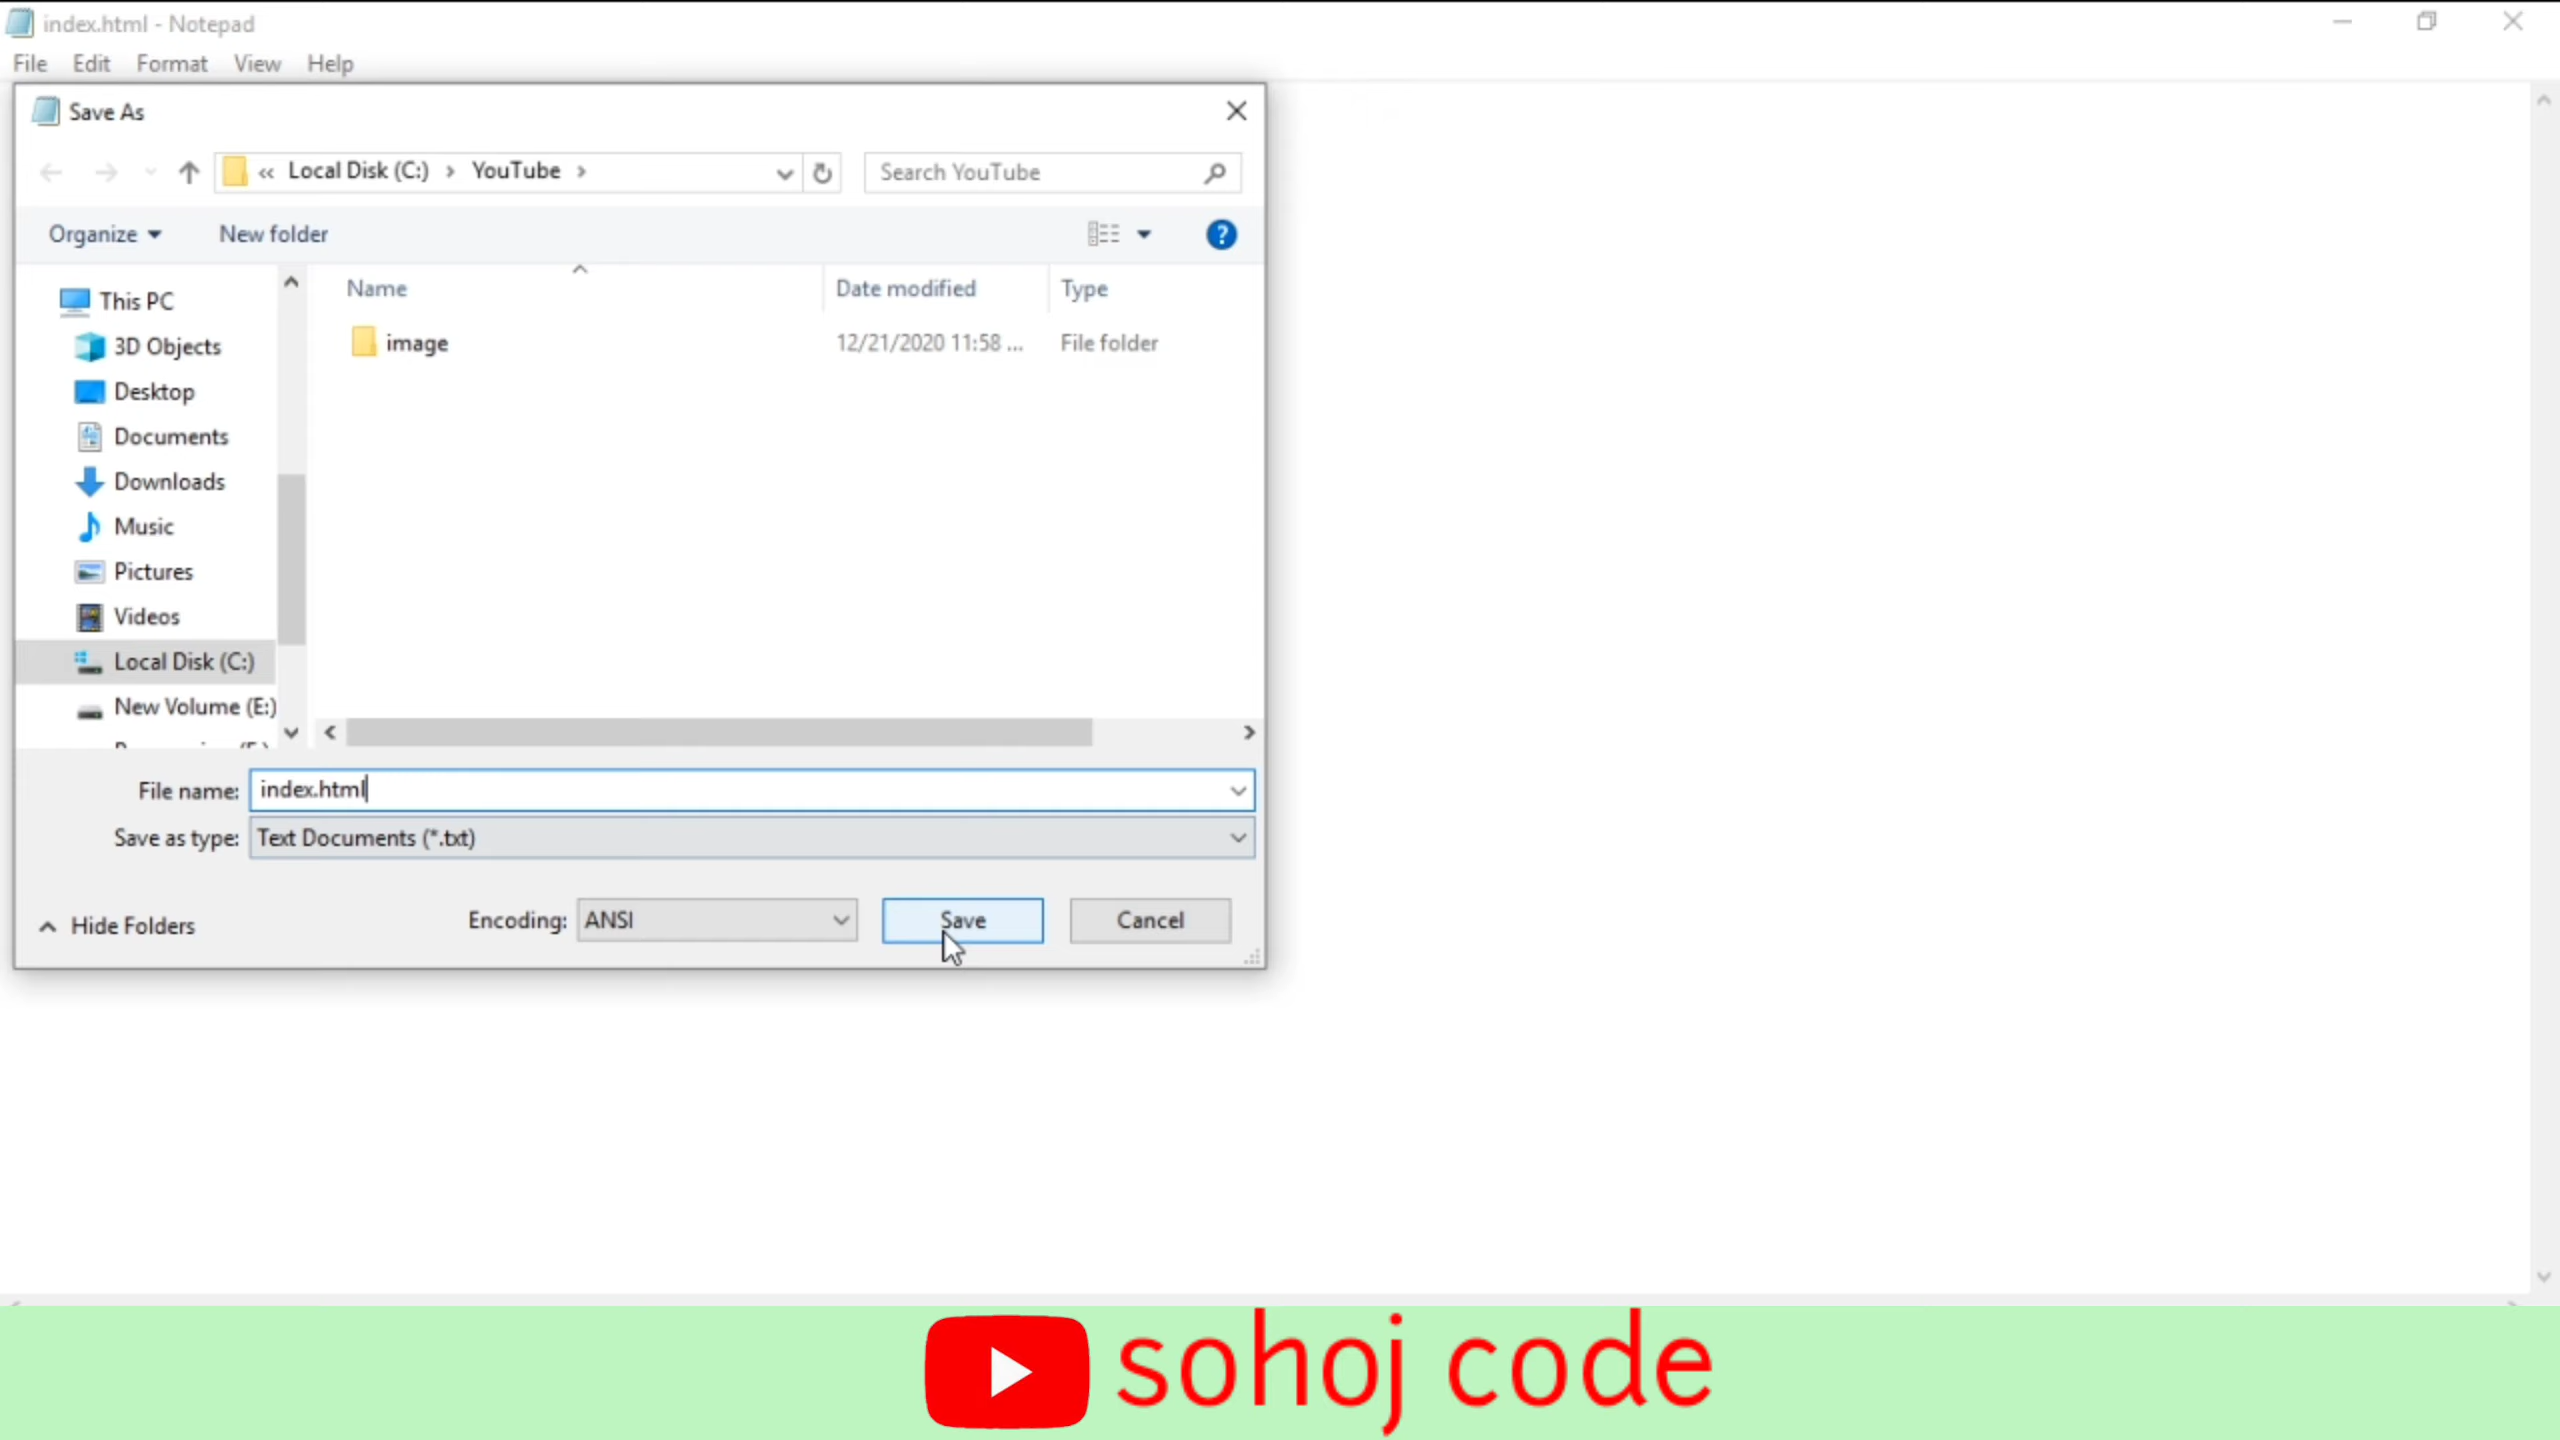 index.html - Notepad
File Edit Format View Help
Save As
« Local Disk (C:) › YouTube ›
Search YouTube
Organize
New folder
?
Name
Date modified
Type
image
12/21/2020 11:58 ...
File folder
This PC
3D Objects
Desktop
Documents
Downloads
Music
Pictures
Videos
Local Disk (C:)
New Volume (E:)
File name: index.html
Save as type: Text Documents (*.txt)
Hide Folders
Encoding: ANSI
Save
Cancel
sohoj code